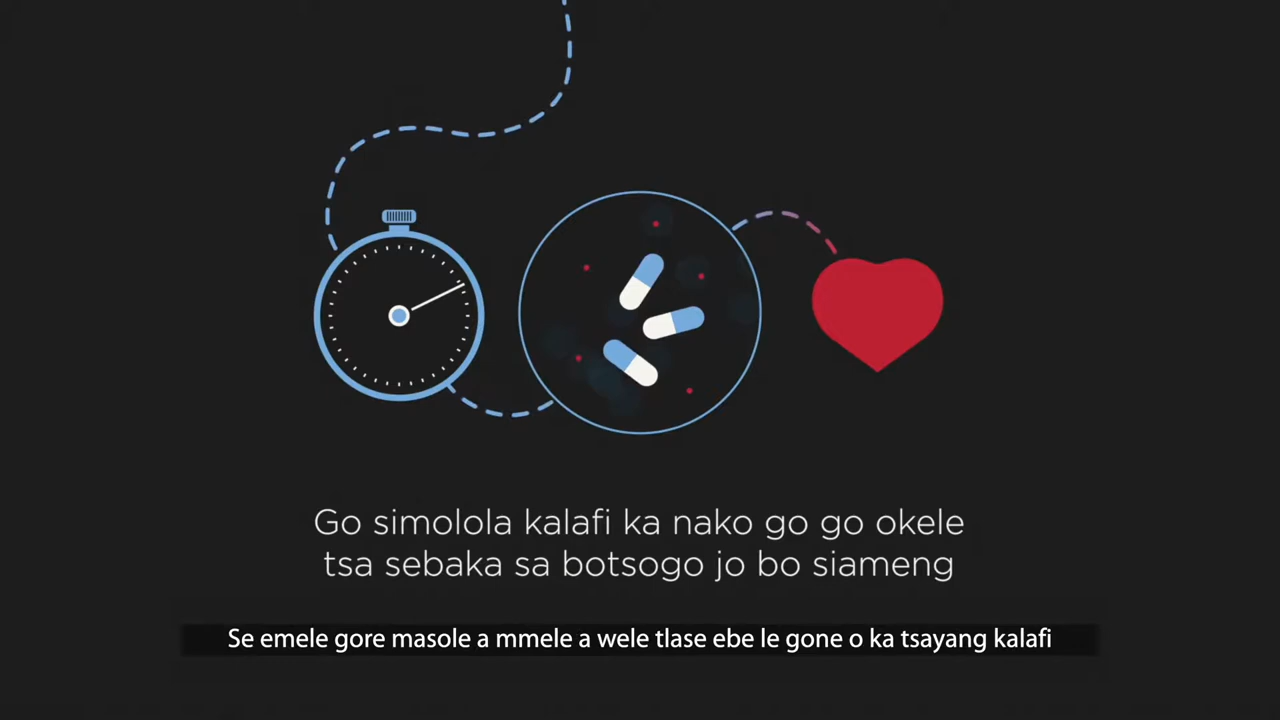 Go simolola kalafi ka nako go go okele
tsa sebaka sa botsogo jo bo siameng
Se emele gore masole a mmele a wele tlase ebe le gone o ka tsayang kalafi